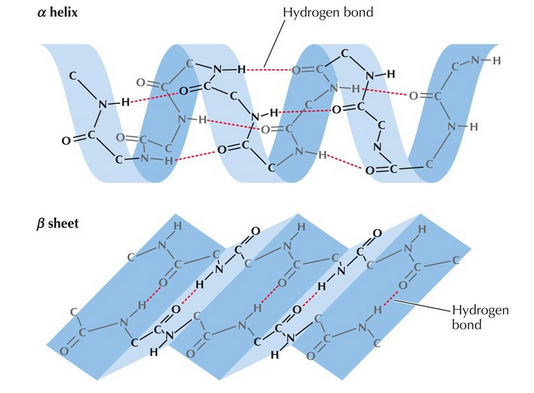 α helix
Hydrogen bond
C
C C N H
N H O C
C N H
O C O C N H
C O C
N H C O C
N H N H
O C C N H
O C O C
C O C N H N
C N H C O C C
β sheet
H O H O H
N C N C N
C C C C C C
C N C N C
O H O H O
H O H O H
Hydrogen
bond
C
N C N C N
C C C C C
C N C N C
O H O H O